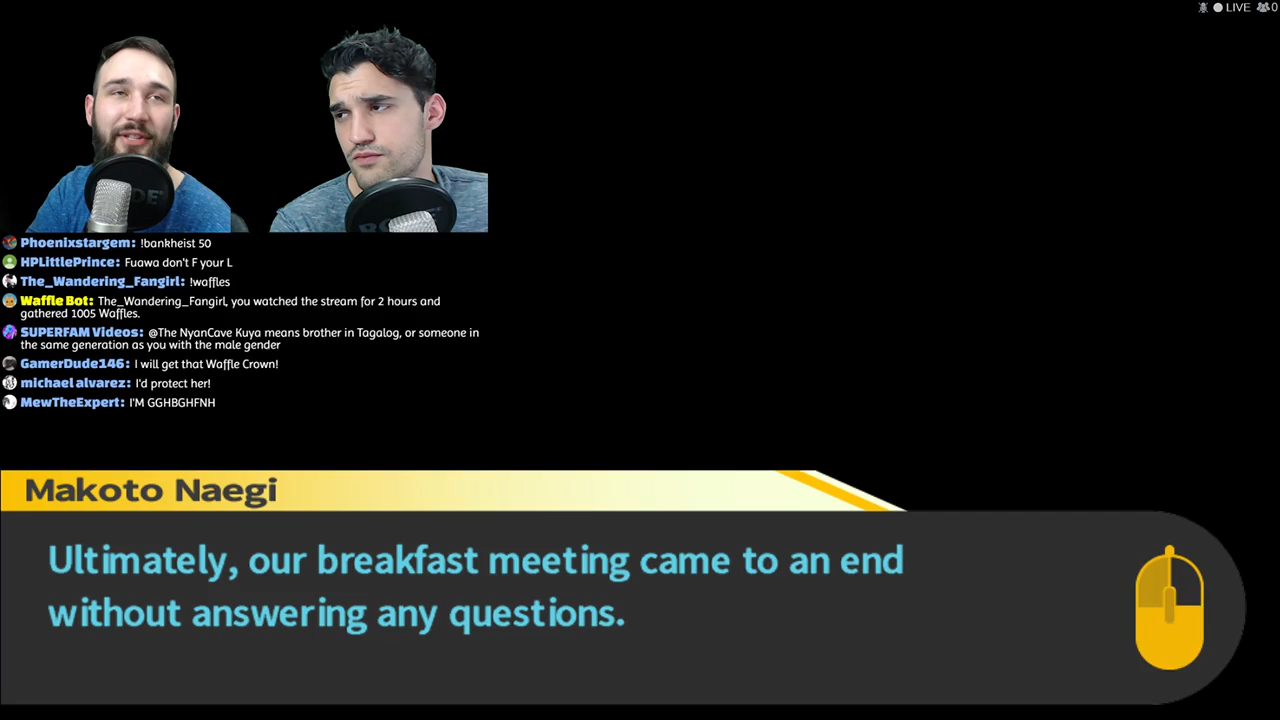 LIVE 0
RODE
Phoenixstargem: !bankheist 50
HPLittlePrince: Fuawa don't F your L
The_Wandering_Fangirl: !waffles
Waffle Bot: The_Wandering_Fangirl, you watched the stream for 2 hours and
gathered 1005 Waffles.
SUPERFAM Videos: @The NyanCave Kuya means brother in Tagalog, or someone in
the same generation as you with the male gender
GamerDude146: I will get that Waffle Crown!
michael alvarez: I'd protect her!
MewTheExpert: I'M GGHBGHFNH
Makoto Naegi
Ultimately, our breakfast meeting came to an end
without answering any questions.